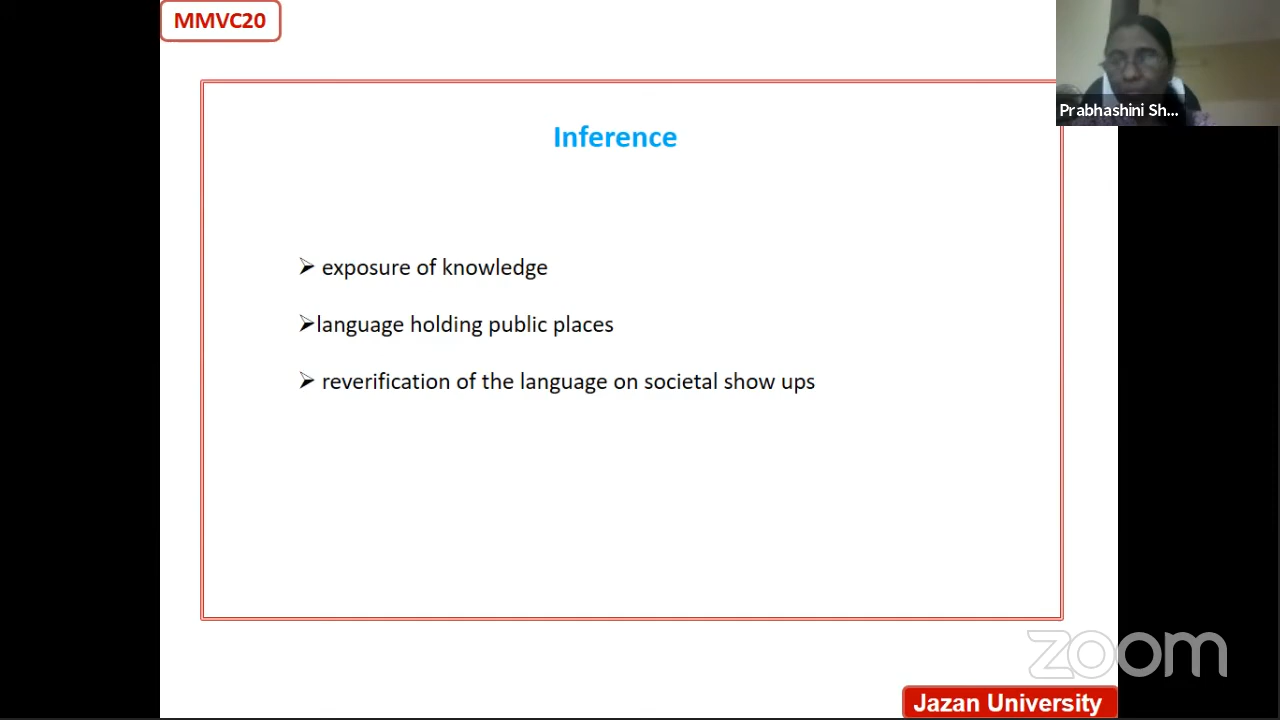 MMVC20
Prabhashini Sh...
Inference
➢ exposure of knowledge
➢language holding public places
➢ reverification of the language on societal show ups
zoom
Jazan University